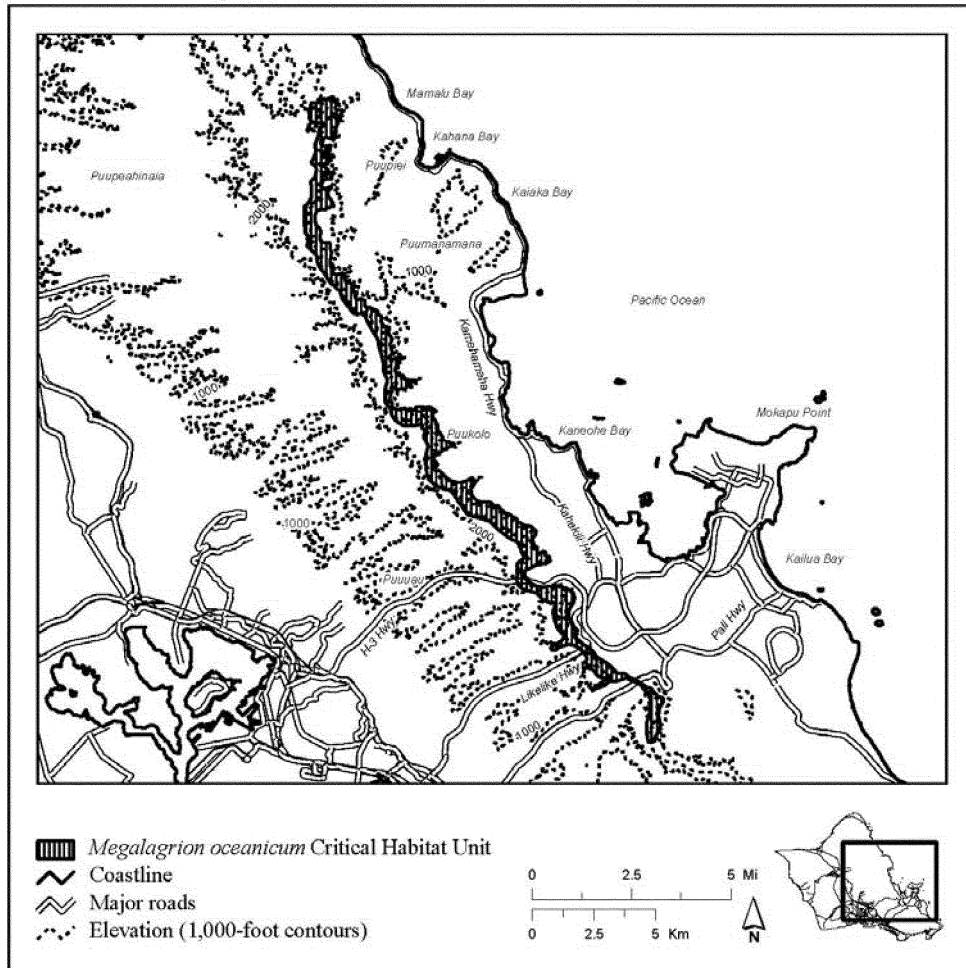 Mamalu Bay
Kahana Bay
Puupiei
Puupeahinaia
Kaiaka Bay
2000
Puumanamana
1000
Pacific Ocean
Kamehameha Hwy
1000
Mokapu Point
Puukolo
Kaneohe Bay
1000
2000
Kahekili Hwy
Kailua Bay
Puuuau
H-3 Hwy
Pali Hwy
Likelike Hwy
1000
Megalagrion oceanicum Critical Habitat Unit
Coastline
Major roads
Elevation (1,000-foot contours)
0 2.5 5 Mi
0 2.5 5 Km
N